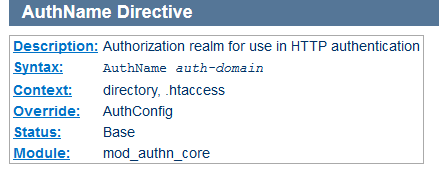 AuthName Directive
Description: Authorization realm for use in HTTP authentication
Syntax: AuthName auth-domain
Context: directory, .htaccess
Override: AuthConfig
Status: Base
Module: mod_authn_core